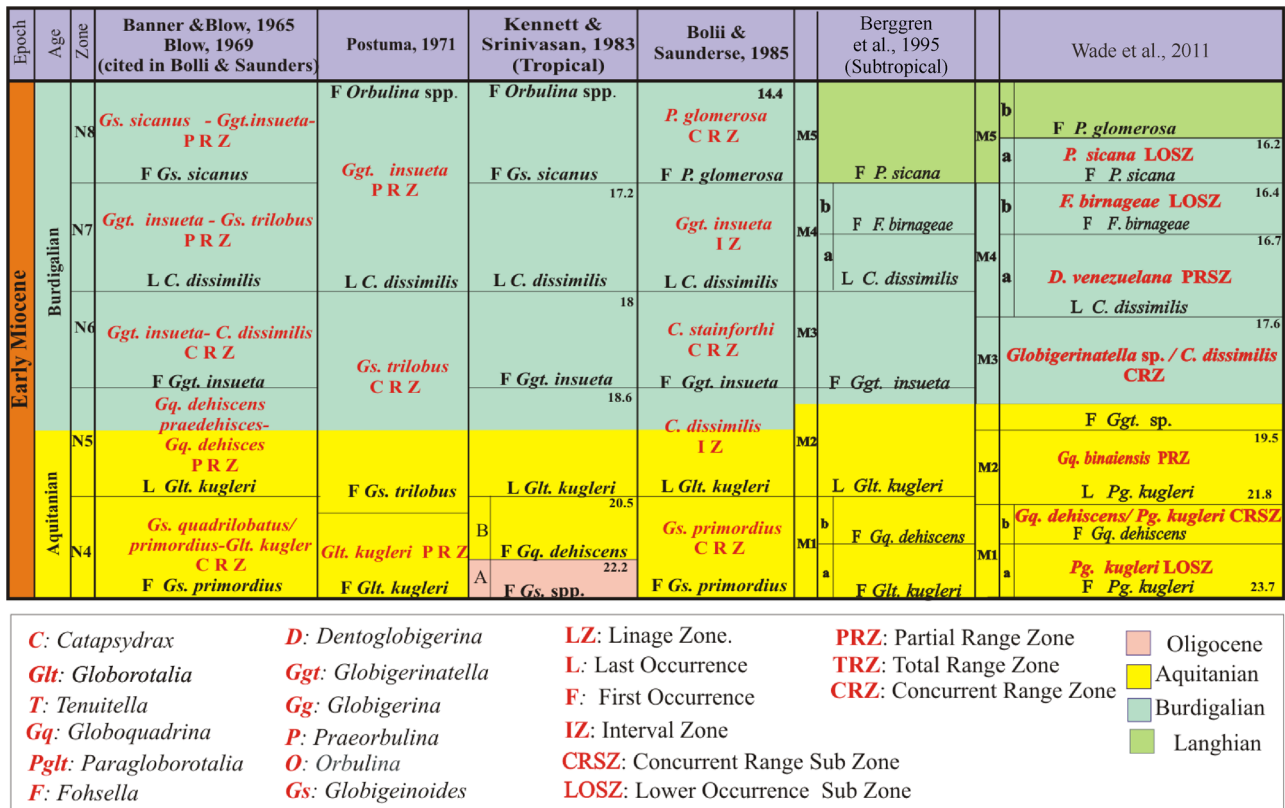 Epoch
Age
Zone
Banner &Blow, 1965
Blow, 1969
(cited in Bolli & Saunders)
Postuma, 1971
Kennett &
Srinivasan, 1983
(Tropical)
Bolii &
Saunderse, 1985
Berggren
et al., 1995
(Subtropical)
Wade et al., 2011
Early Miocene
Burdigalian
Aquitanian
N8
N7
N6
N5
N4
Gs. sicanus - Ggt.insueta-
P R Z
F Gs. sicanus
Ggt. insueta - Gs. trilobus
P R Z
L C. dissimilis
Ggt. insueta- C. dissimilis
C R Z
F Ggt. insueta
Gq. dehiscens
praedehisces-
Gq. dehisces
P R Z
L Glt. kugleri
Gs. quadrilobatus/
primordius-Glt. kugler
C R Z
F Gs. primordius
F Orbulina spp.
Ggt. insueta
P R Z
L C. dissimilis
Gs. trilobus
C R Z
F Gs. trilobus
Glt. kugleri P R Z
F Glt. kugleri
F Orbulina spp.
F Gs. sicanus
17.2
L C. dissimilis
18
F Ggt. insueta
18.6
L Glt. kugleri
20.5
B
F Gq. dehiscens
22.2
A
F Gs. spp.
14.4
P. glomerosa
C R Z
F P. glomerosa
Ggt. insueta
I Z
L C. dissimilis
C. stainforthi
C R Z
F Ggt. insueta
C. dissimilis
I Z
L Glt. kugleri
Gs. primordius
C R Z
F Gs. primordius
M5
F P. sicana
M4
b
F F. birnageae
a
L C. dissimilis
M3
F Ggt. insueta
M2
L Glt. kugleri
M1
b
F Gq. dehiscens
a
F Glt. kugleri
M5
b
F P. glomerosa
16.2
a
P. sicana LOSZ
F P. sicana
16.4
M4
b
F. birnageae LOSZ
F F. birnageae
16.7
a
D. venezuelana PRSZ
L C. dissimilis
17.6
M3
Globigerinatella sp. / C. dissimilis
CRZ
F Ggt. sp.
19.5
M2
Gq. binaiensis PRZ
L Pg. kugleri
21.8
M1
b
Gq. dehiscens/ Pg. kugleri CRSZ
F Gq. dehiscens
a
Pg. kugleri LOSZ
F Pg. kugleri
23.7
C: Catapsydrax
Glt: Globorotalia
T: Tenuitella
Gq: Globoquadrina
Pglt: Paragloborotalia
F: Fohsella
D: Dentoglobigerina
Ggt: Globigerinatella
Gg: Globigerina
P: Praeorbulina
O: Orbulina
Gs: Globigeinoides
LZ: Linage Zone.
L: Last Occurrence
F: First Occurrence
IZ: Interval Zone
CRSZ: Concurrent Range Sub Zone
LOSZ: Lower Occurrence Sub Zone
PRZ: Partial Range Zone
TRZ: Total Range Zone
CRZ: Concurrent Range Zone
Oligocene
Aquitanian
Burdigalian
Langhian